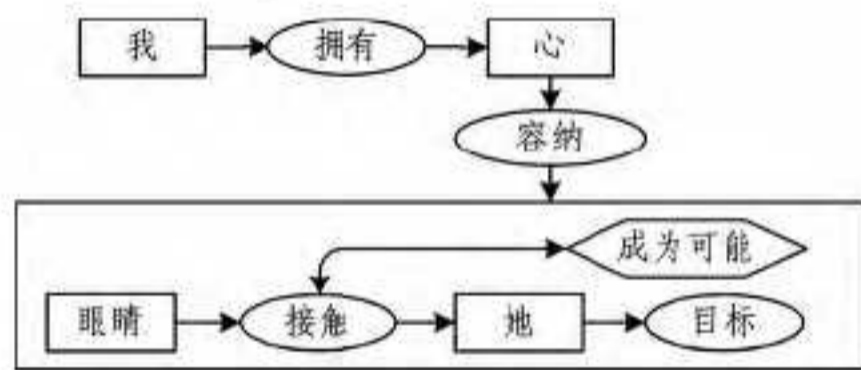 我 拥有 心
容纳
成为可能
眼睛 接触 地 目标